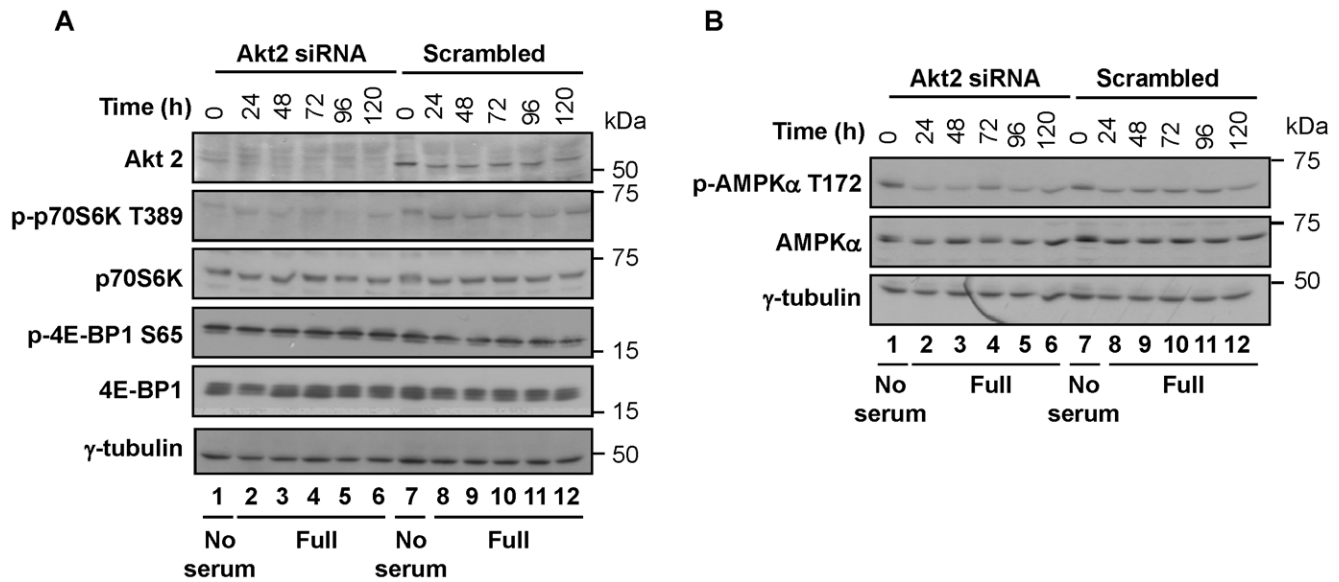 A
Akt2 siRNA Scrambled
Time (h) 0 24 48 72 96 120 0 24 48 72 96 120 kDa
Akt 2 50
75
p-p70S6K T389
p70S6K 75
p-4E-BP1 S65 15
4E-BP1 15
γ-tubulin 50
1 2 3 4 5 6 7 8 9 10 11 12
No Full No Full
serum serum
B
Akt2 siRNA Scrambled
Time (h) 0 24 48 72 96 120 0 24 48 72 96 120 kDa
75
p-AMPKα T172
AMPKα 75
γ-tubulin 50
1 2 3 4 5 6 7 8 9 10 11 12
No Full No Full
serum serum